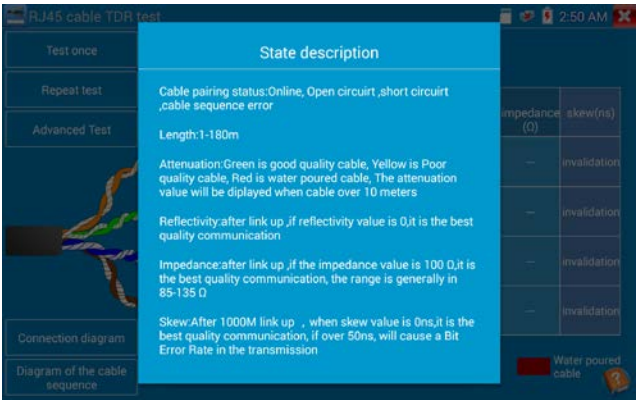 RJ45 cable TDR test
2:50 AM
Test once
Repeat test
Advanced Test
Connection diagram
Diagram of the cable
sequence
State description
Cable pairing status:Online, Open circuirt ,short circuirt
,cable sequence error
Length:1-180m
Attenuation:Green is good quality cable, Yellow is Poor
quality cable, Red is water poured cable, The attenuation
value will be diplayed when cable over 10 meters
Reflectivity:after link up ,if reflectivity value is 0,it is the best
quality communication
Impedance:after link up ,if the impedance value is 100 Ω,it is
the best quality communication, the range is generally in
85-135 Ω
Skew:After 1000M link up , when skew value is 0ns,it is the
best quality communication, if over 50ns, will cause a Bit
Error Rate in the transmission
impedance skew(ns)
(Ω)
--- invalidation
--- invalidation
--- invalidation
--- invalidation
Water poured
cable